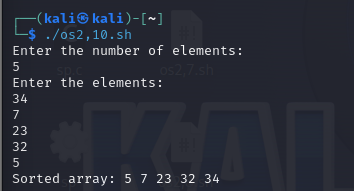 ┌──(kali㉿kali)-[~]
└─$ ./os2,10.sh
Enter the number of elements:
5
Enter the elements:
34
7
23
32
5
Sorted array: 5 7 23 32 34